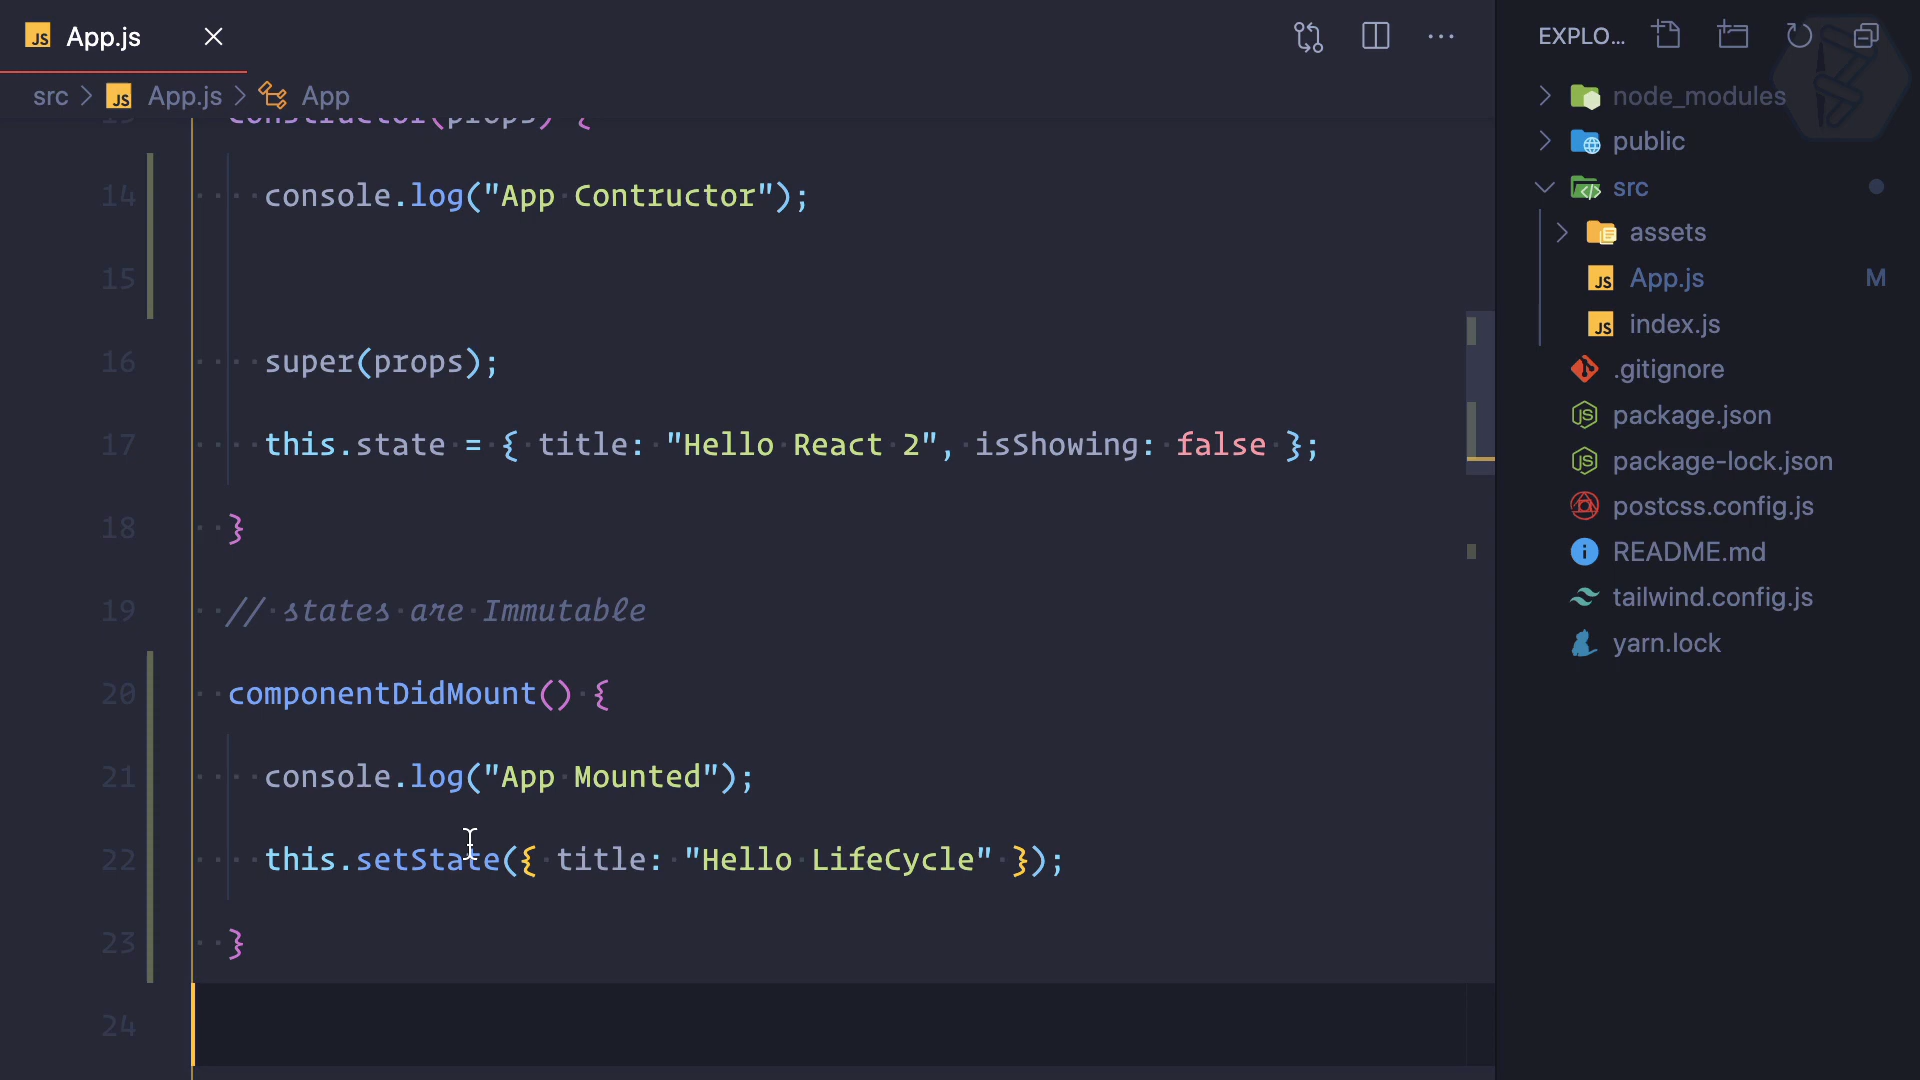 App.js
EXPLO...
src > App.js > App
constructor(props) {
14 console.log("App Contructor");
15
16 super(props);
17 this.state = { title: "Hello React 2", isShowing: false };
18 }
19 // states are Immutable
20 componentDidMount() {
21 console.log("App Mounted");
22 this.setState({ title: "Hello LifeCycle" });
23 }
24
node_modules
public
src
assets
App.js M
index.js
.gitignore
package.json
package-lock.json
postcss.config.js
README.md
tailwind.config.js
yarn.lock